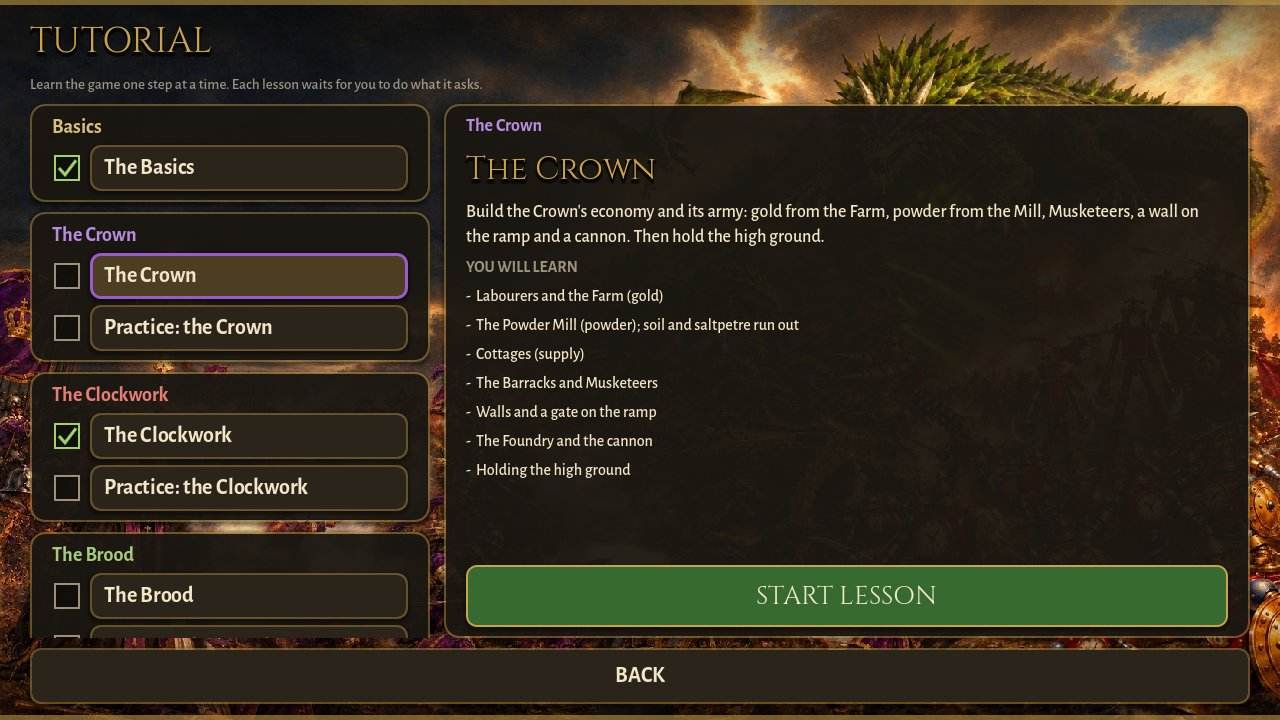 TUTORIAL
Learn the game one step at a time. Each lesson waits for you to do what it asks.
Basics
The Basics
The Crown
The Crown
Practice: the Crown
The Clockwork
The Clockwork
Practice: the Clockwork
The Brood
The Brood
The Crown
The Crown
Build the Crown's economy and its army: gold from the Farm, powder from the Mill, Musketeers, a wall on
the ramp and a cannon. Then hold the high ground.
YOU WILL LEARN
- Labourers and the Farm (gold)
- The Powder Mill (powder); soil and saltpetre run out
- Cottages (supply)
- The Barracks and Musketeers
- Walls and a gate on the ramp
- The Foundry and the cannon
- Holding the high ground
START LESSON
BACK